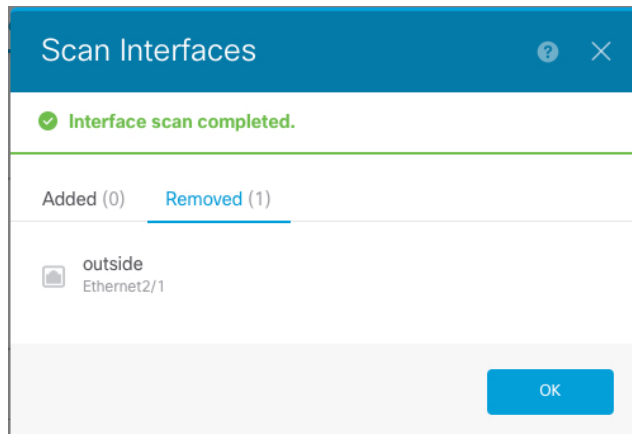 Scan Interfaces
?
Interface scan completed.
Added (0) Removed (1)
outside
Ethernet2/1
OK